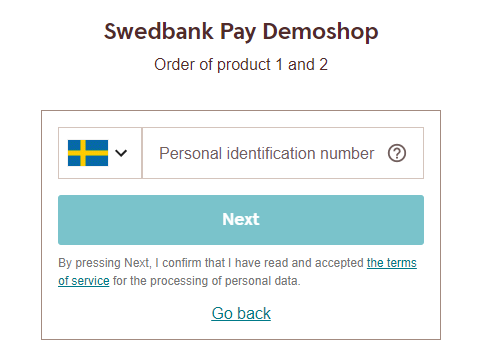 Swedbank Pay Demoshop
Order of product 1 and 2
Personal identification number ?
Next
By pressing Next, I confirm that I have read and accepted the terms
of service for the processing of personal data.
Go back